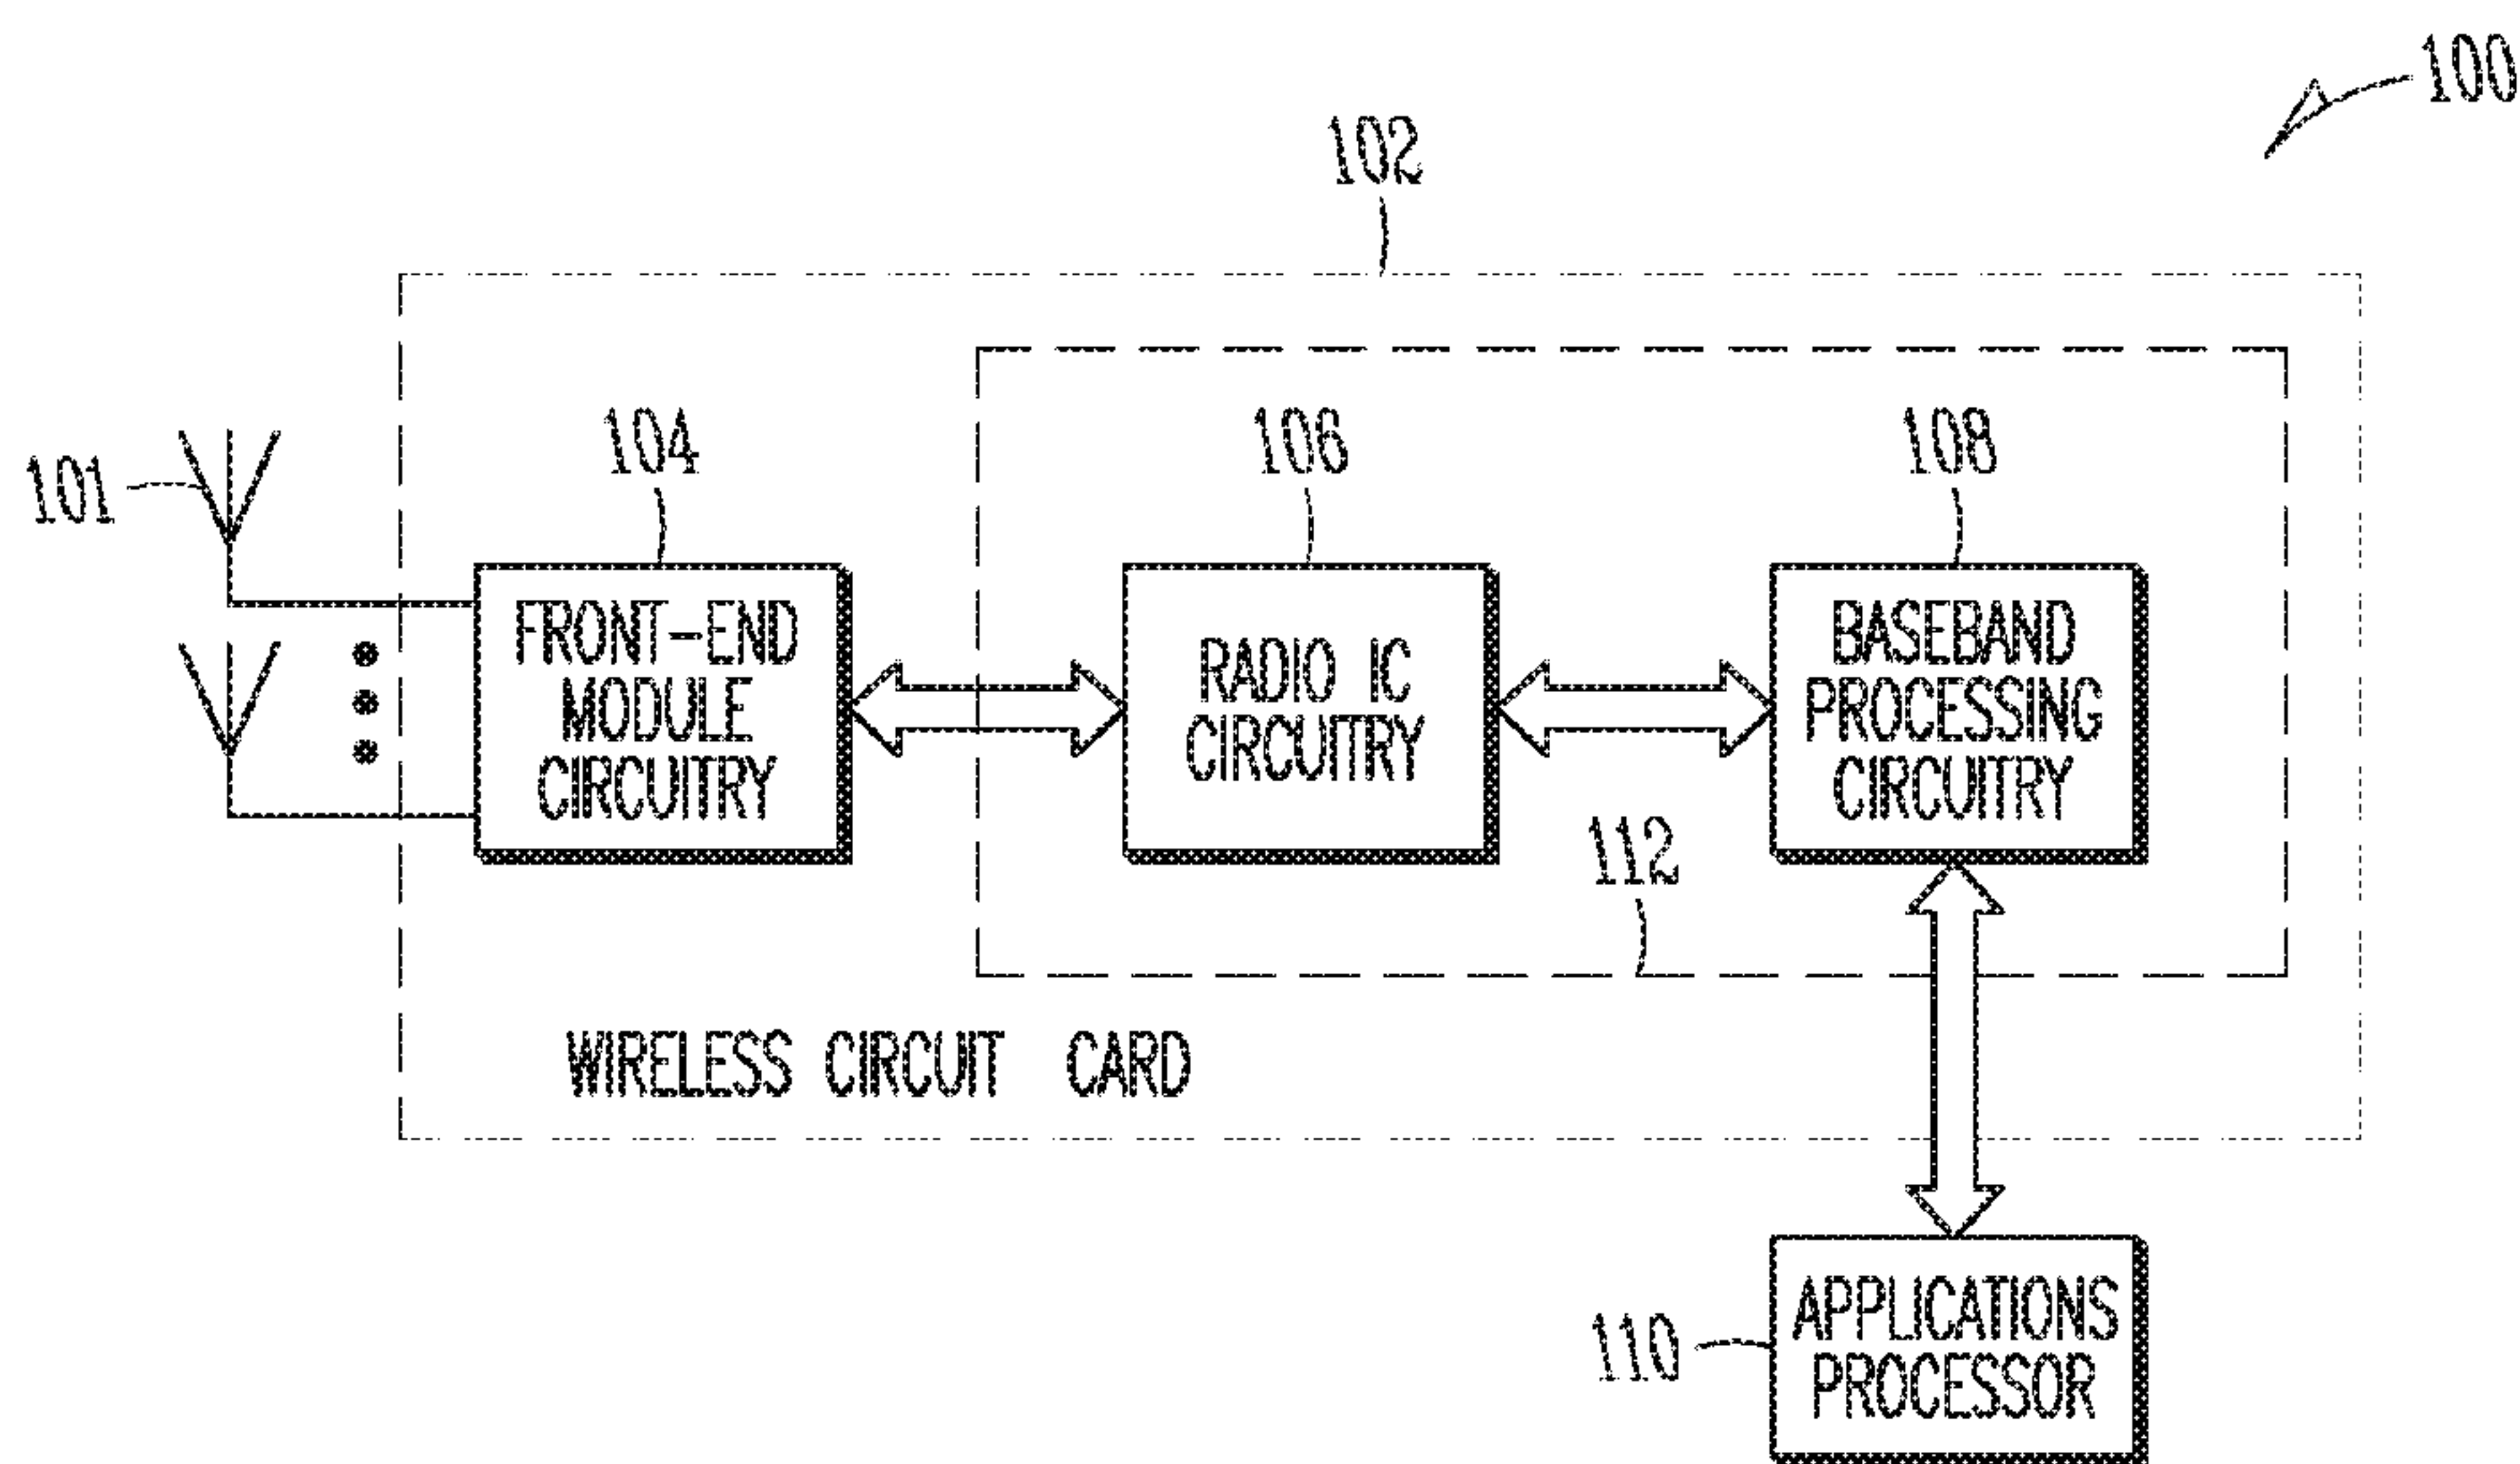 100
102
104
106
108
101
FRONT-END
MODULE
CIRCUITRY
RADIO IC
CIRCUITRY
BASEBAND
PROCESSING
CIRCUITRY
112
WIRELESS CIRCUIT CARD
110
APPLICATIONS
PROCESSOR